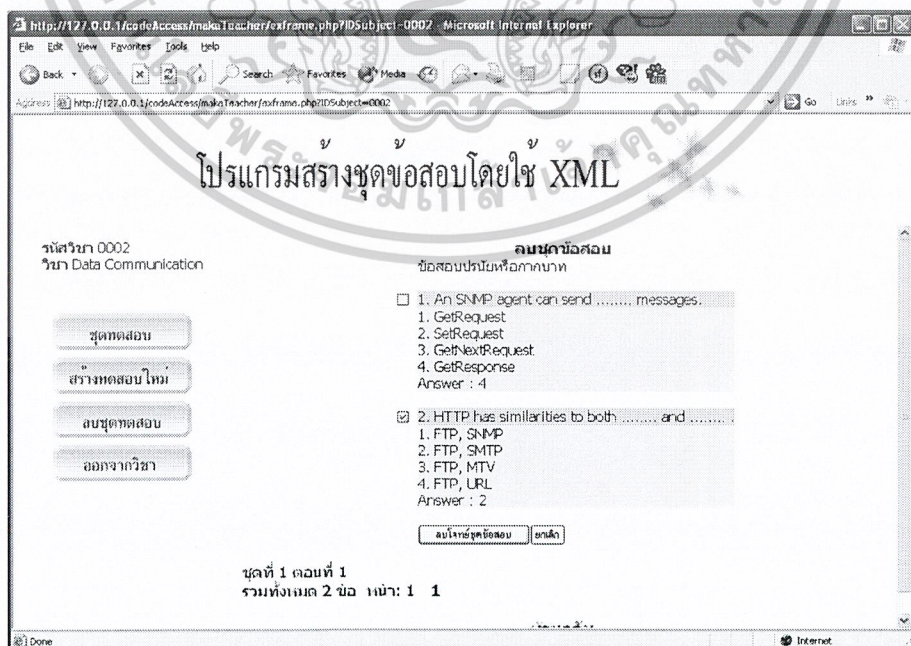 http://127.0.0.1/codeAccess/makeTeacher/exframe.php?IDSubject=0002 - Microsoft Internet Explorer
File Edit View Favorites Tools Help
Back Search Favorites Media
Address http://127.0.0.1/codeAccess/makeTeacher/exframe.php?IDSubject=0002 Go Links »
โปรแกรมสร้างชุดข้อสอบโดยใช้ XML
รหัสวิชา 0002
วิชา Data Communication
ชุดทดสอบ
สร้างทดสอบใหม่
ลบชุดทดสอบ
ออกจากวิชา
ลบชุดข้อสอบ
ข้อสอบปรนัยหรือกากบาท
1. An SNMP agent can send ........ messages.
1. GetRequest
2. SetRequest
3. GetNextRequest
4. GetResponse
Answer : 4
2. HTTP has similarities to both ........ and ........ .
1. FTP, SNMP
2. FTP, SMTP
3. FTP, MTV
4. FTP, URL
Answer : 2
ลบโจทย์ชุดข้อสอบ ยกเลิก
ชุดที่ 1 ตอนที่ 1
รวมทั้งหมด 2 ข้อ หน้า: 1 1
Done Internet